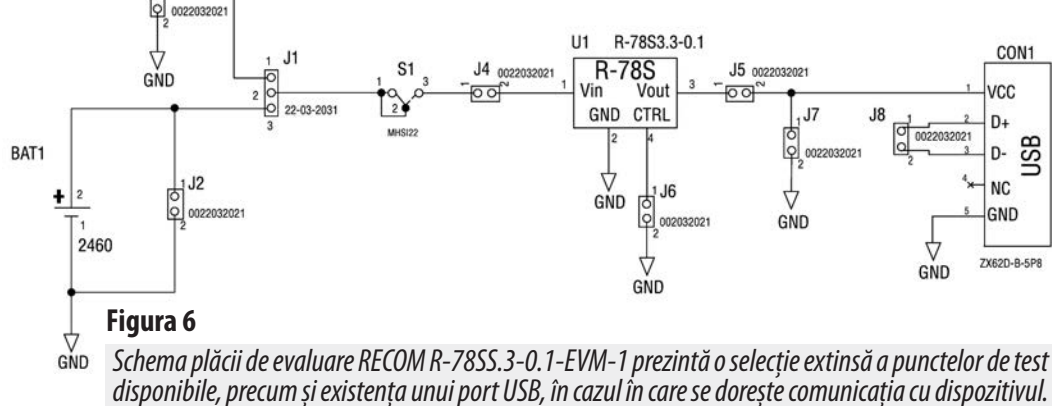 0022032021
2
GND
J1
1
2
22-03-2031
3
BAT1
+ 2
1
2460
GND
1
J2
0022032021
2
S1
1 3
2
MHSI22
J4 0022032021
1 2
U1 R-78S3.3-0.1
R-78S
1 Vin Vout 3
GND CTRL
2 4
GND
1 J6
002032021
2
GND
J5 0022032021
1 2
1 J7
0022032021
2
GND
J8 1
0022032021
2
CON1
1 VCC
2 D+
3 D-
4 NC
5 GND
USB
ZX62D-B-5P8
GND
Figura 6
Schema plăcii de evaluare RECOM R-78SS.3-0.1-EVM-1 prezintă o selecție extinsă a punctelor de test
disponibile, precum și existența unui port USB, în cazul în care se dorește comunicația cu dispozitivul.